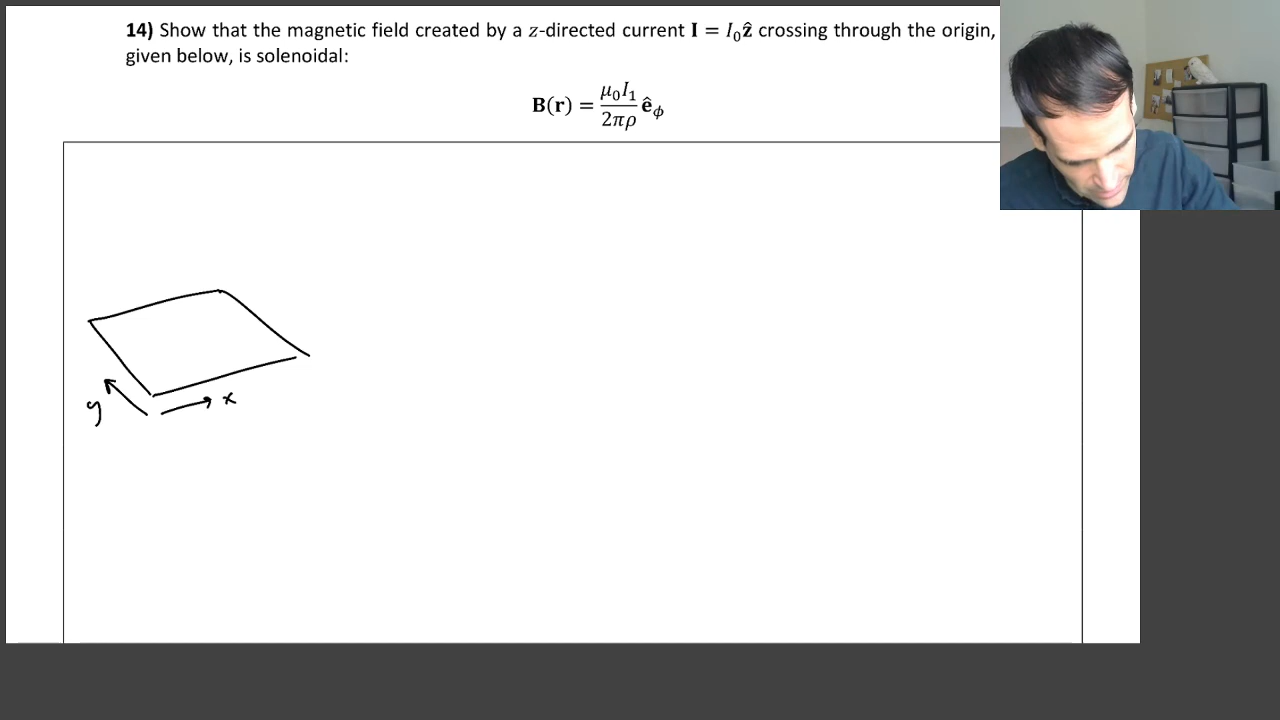 14) Show that the magnetic field created by a z-directed current 𝐈 = I₀ẑ crossing through the origin,
given below, is solenoidal:
𝐁(𝐫) = μ₀I₁/2πρ ê_ϕ
y
x